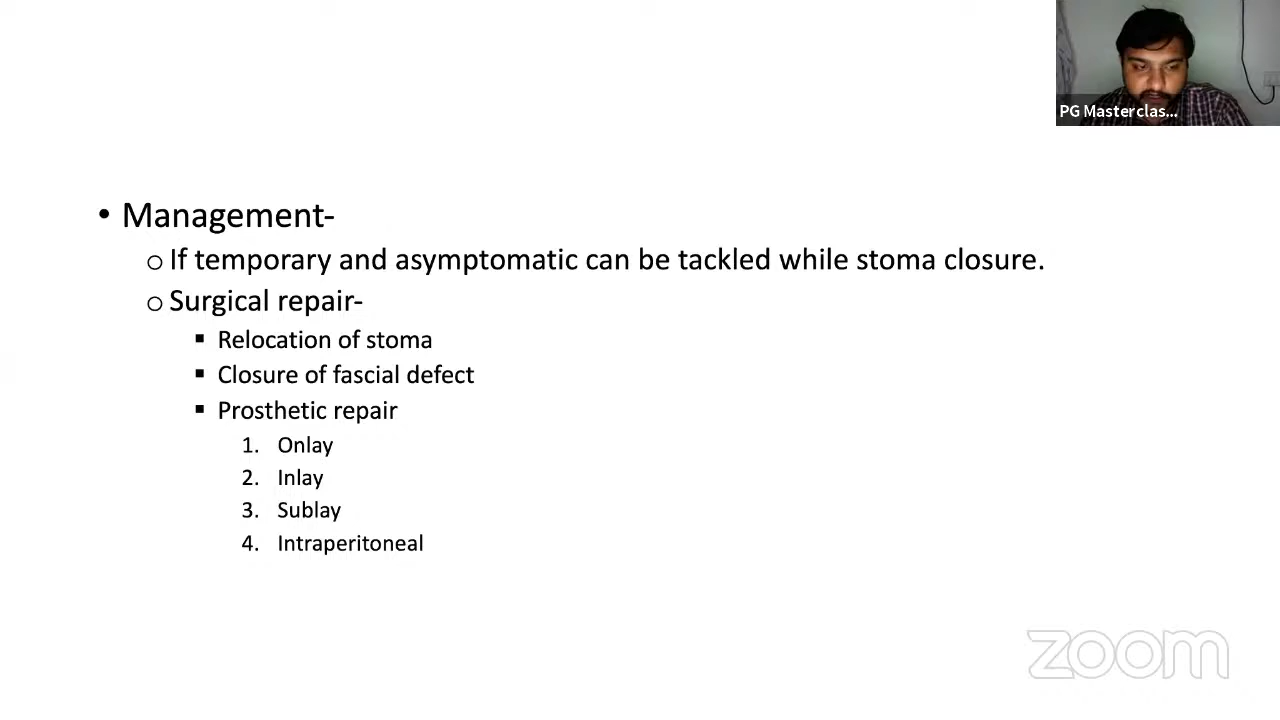 PG Masterclas...
• Management-
o If temporary and asymptomatic can be tackled while stoma closure.
o Surgical repair-
▪ Relocation of stoma
▪ Closure of fascial defect
▪ Prosthetic repair
1. Onlay
2. Inlay
3. Sublay
4. Intraperitoneal
zoom